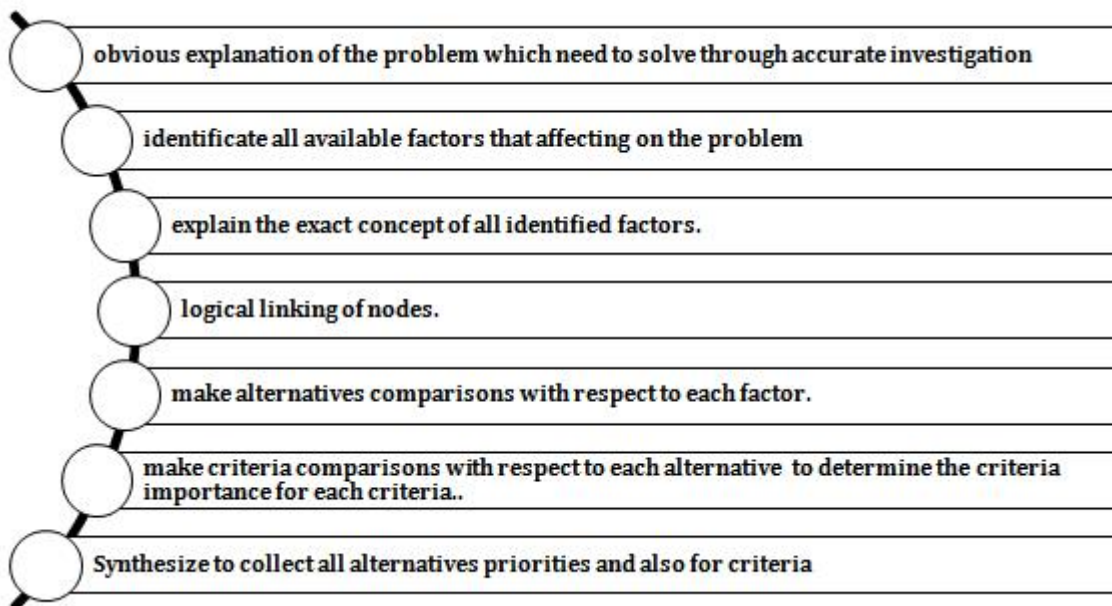 obvious explanation of the problem which need to solve through accurate investigation
identificate all available factors that affecting on the problem
explain the exact concept of all identified factors.
logical linking of nodes.
make alternatives comparisons with respect to each factor.
make criteria comparisons with respect to each alternative to determine the criteria
importance for each criteria..
Synthesize to collect all alternatives priorities and also for criteria